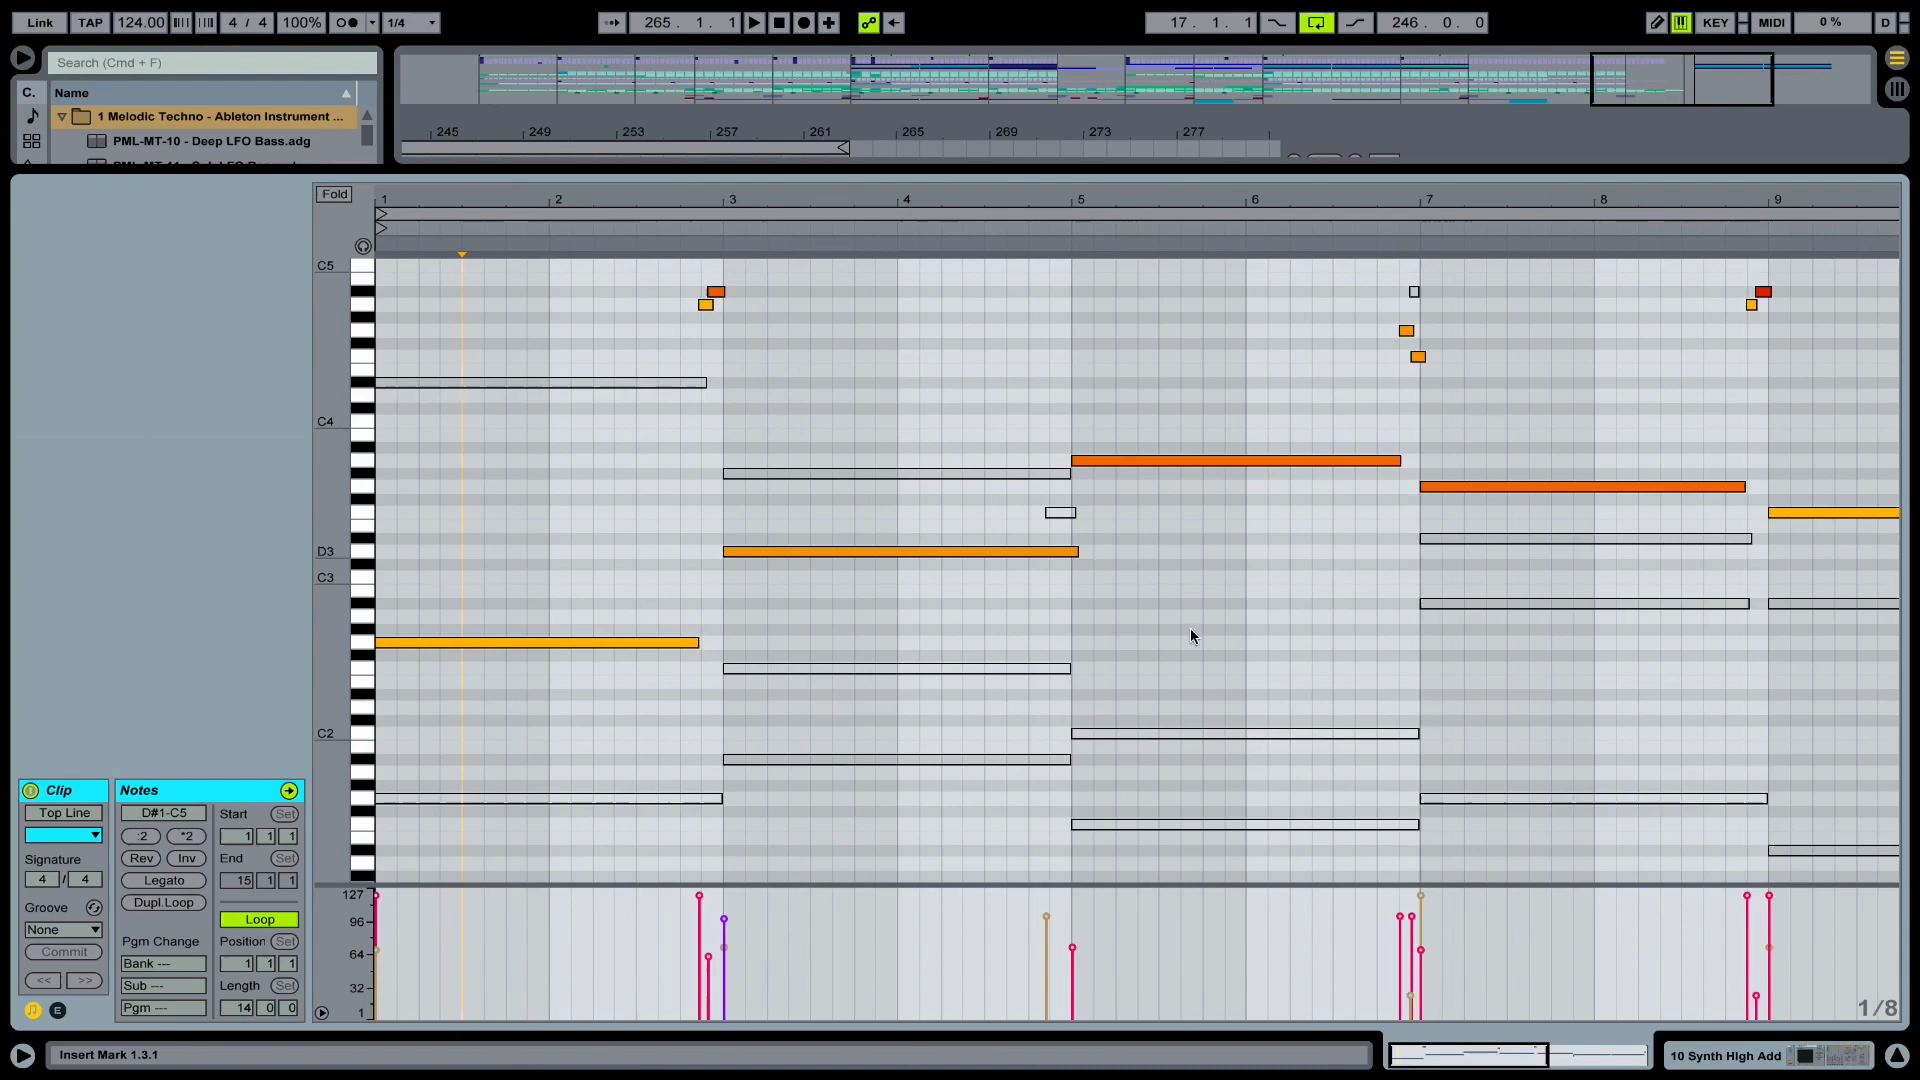 Link TAP 124.00 4 / 4 100% 1/4 265. 1. 1 17. 1. 1 246. 0. 0 KEY MIDI 0 % D
Search (Cmd + F)
C. Name
1 Melodic Techno - Ableton Instrument ...
PML-MT-10 - Deep LFO Bass.adg
245 249 253 257 261 265 269 273 277
Fold 1 2 3 4 5 6 7 8 9
C5
C4
D3
C3
C2
Clip Notes
Top Line D#1-C5 Start Set
:2 *2 1 1 1
Signature Rev Inv End Set
4 / 4 Legato 15 1 1
Groove Dupl.Loop Loop
None Pgm Change Position Set
Commit Bank --- 1 1 1
<< >> Sub --- Length Set
E Pgm --- 14 0 0
127
96
64
32
1
1/8
Insert Mark 1.3.1
10 Synth High Add